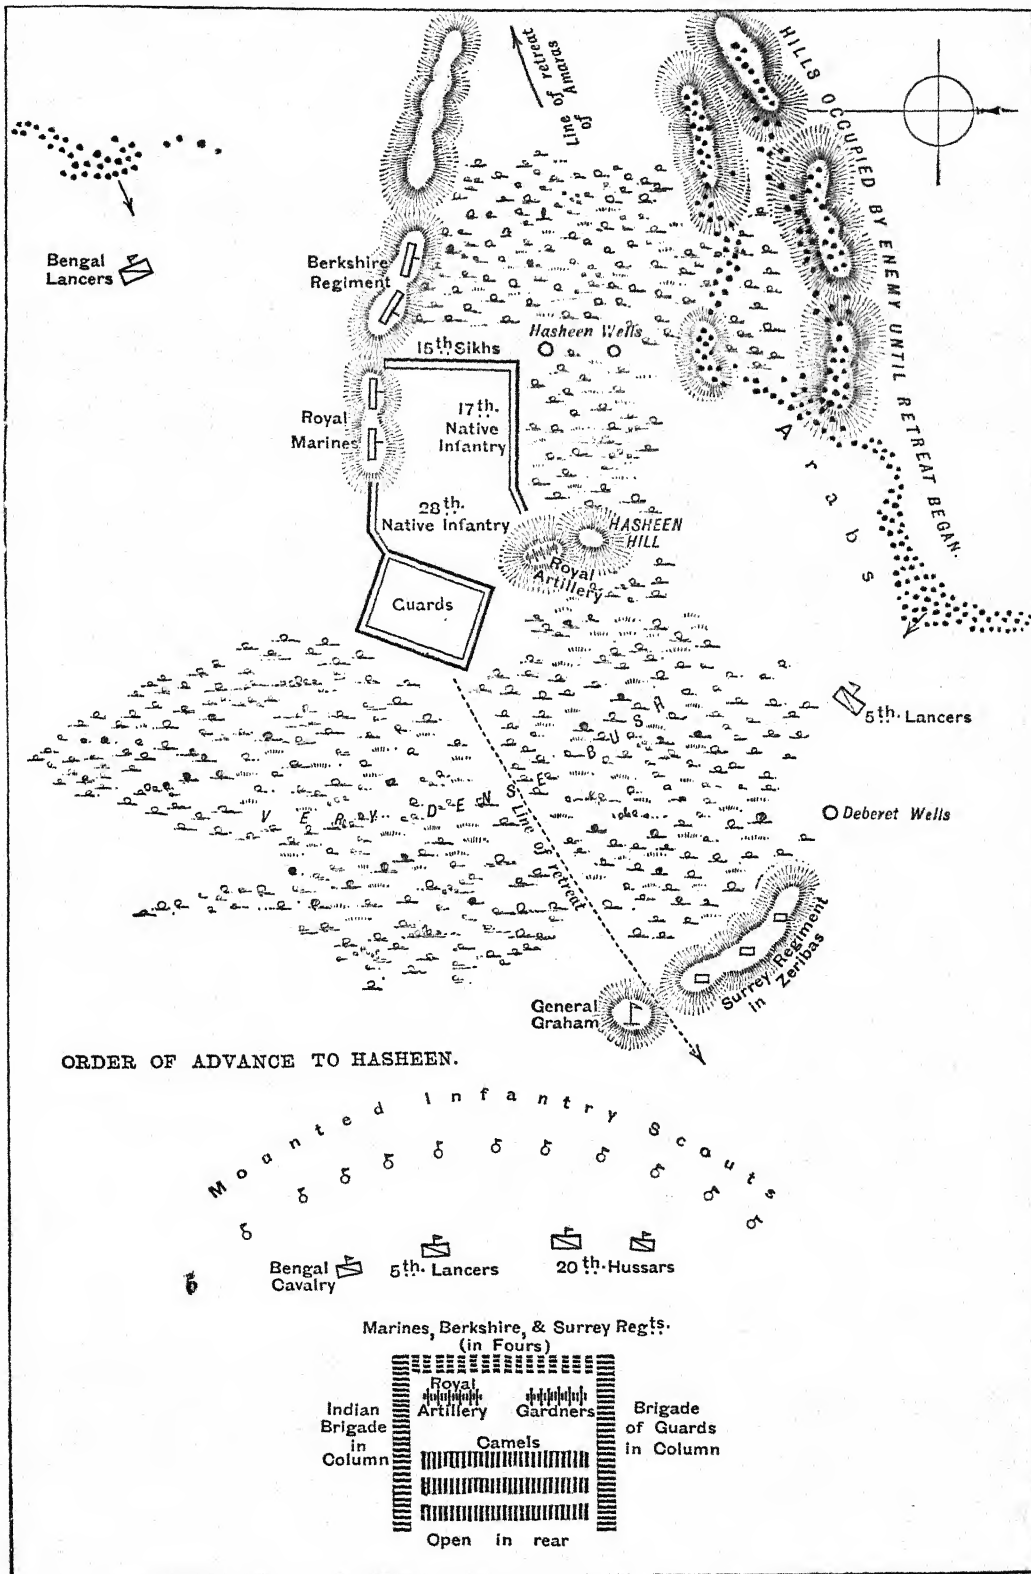 Line of retreat
of
Amaras
HILLS OCCUPIED BY ENEMY UNTIL RETREAT BEGAN.
Bengal
Lancers
Berkshire
Regiment
Hasheen Wells
15th Sikhs
17th.
Native
Infantry
Royal
Marines
Arabs
28th.
Native Infantry
HASHEEN
HILL
Royal
Artillery
Guards
5th. Lancers
VERY DENSE BUSH
Deberet Wells
Line of retreat
Surrey Regiment
in Zeribas
General
Graham
ORDER OF ADVANCE TO HASHEEN.
Mounted Infantry Scouts
Bengal
Cavalry
5th. Lancers
20th. Hussars
Marines, Berkshire, & Surrey Regts.
(in Fours)
Royal
Artillery
Gardners
Indian
Brigade
in
Column
Brigade
of Guards
in Column
Camels
Open in rear